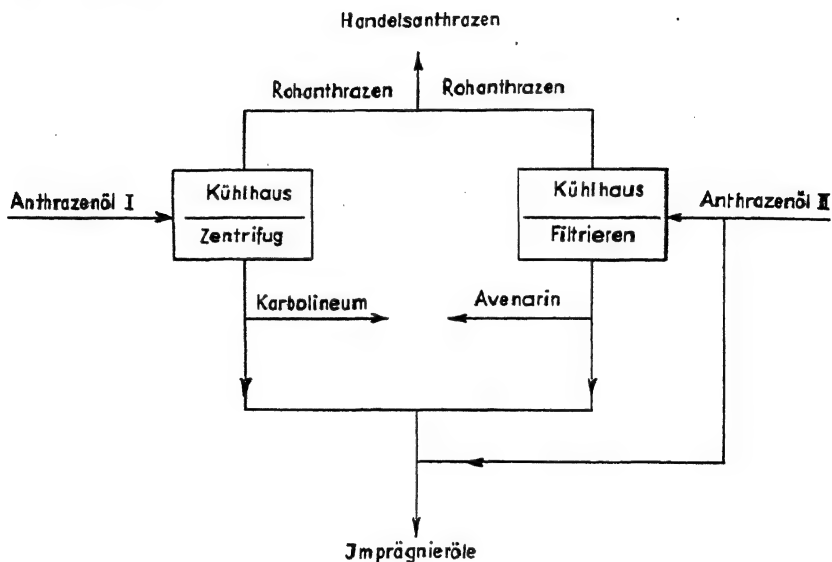 Handelsanthrazen
Rohanthrazen
Rohanthrazen
Anthrazenöl I
Kühlhaus
Zentrifug
Kühlhaus
Filtrieren
Anthrazenöl II
Karbolineum
Avenarin
Jmprägnieröle